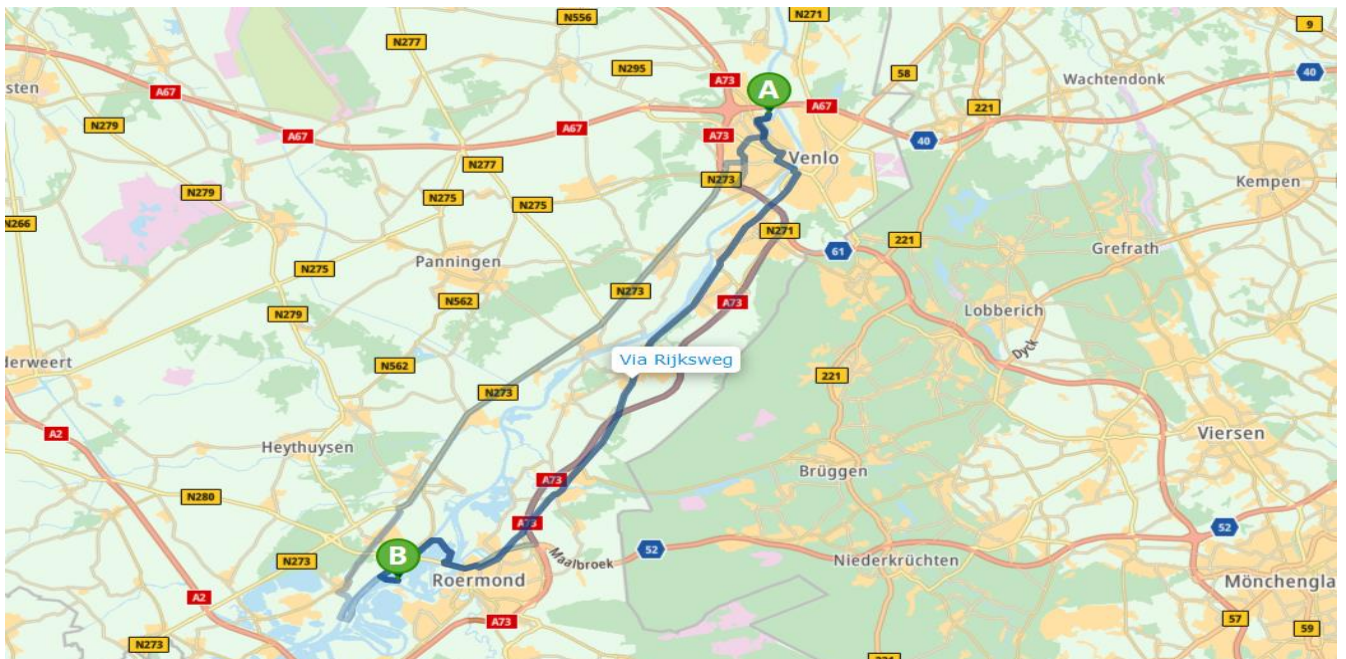 N556
N271
9
N277
N295
A73
58
Wachtendonk
40
sten
A67
A
A67
221
N279
A67
A67
A73
40
Venlo
N277
N273
Kempen
N279
N275
N275
N266
N271
221
Grefrath
61
Panningen
N275
N273
N562
A73
Lobberich
N279
Dyck
derweert
Via Rijksweg
N562
221
N273
A2
Viersen
Heythuysen
Brüggen
A73
N280
A73
52
Maalbroek
52
B
N273
Niederkrüchten
Roermond
Mönchengla
A2
A73
57
59
N273
221